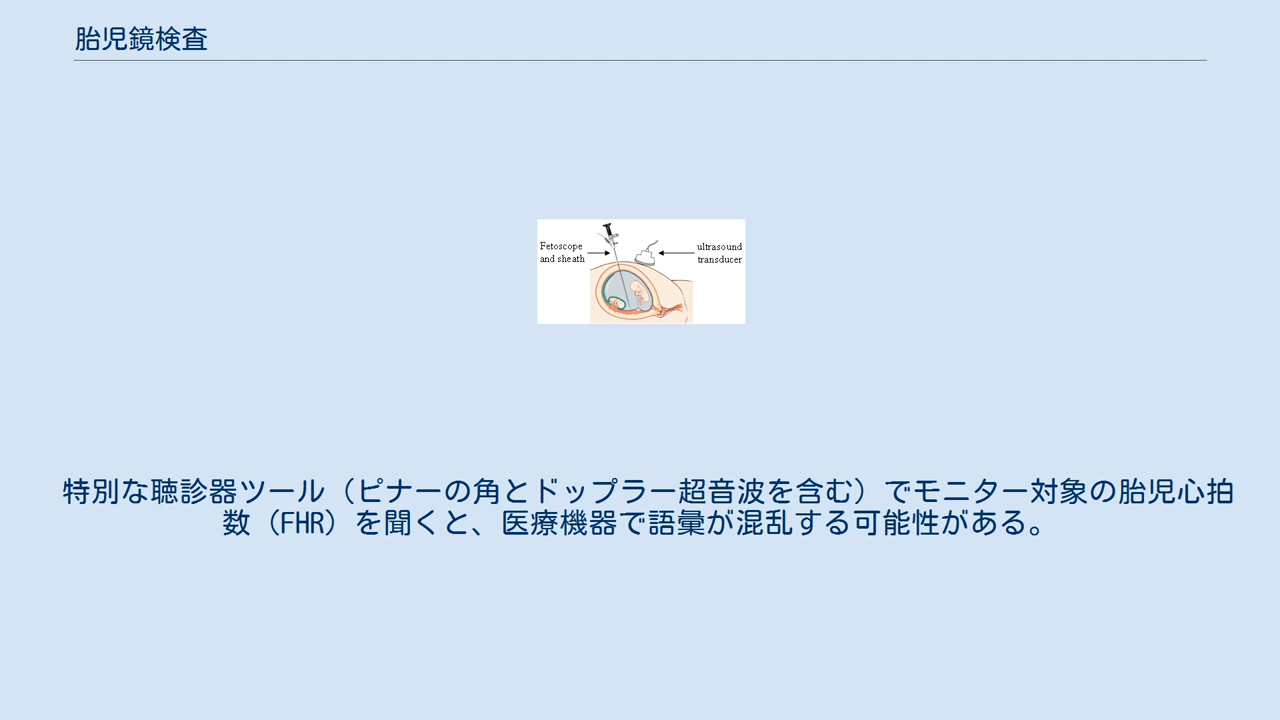 胎児鏡検査
Fetoscope
and sheath
ultrasound
transducer
特別な聴診器ツール（ピナーの角とドップラー超音波を含む）でモニター対象の胎児心拍
数（FHR）を聞くと、医療機器で語彙が混乱する可能性がある。